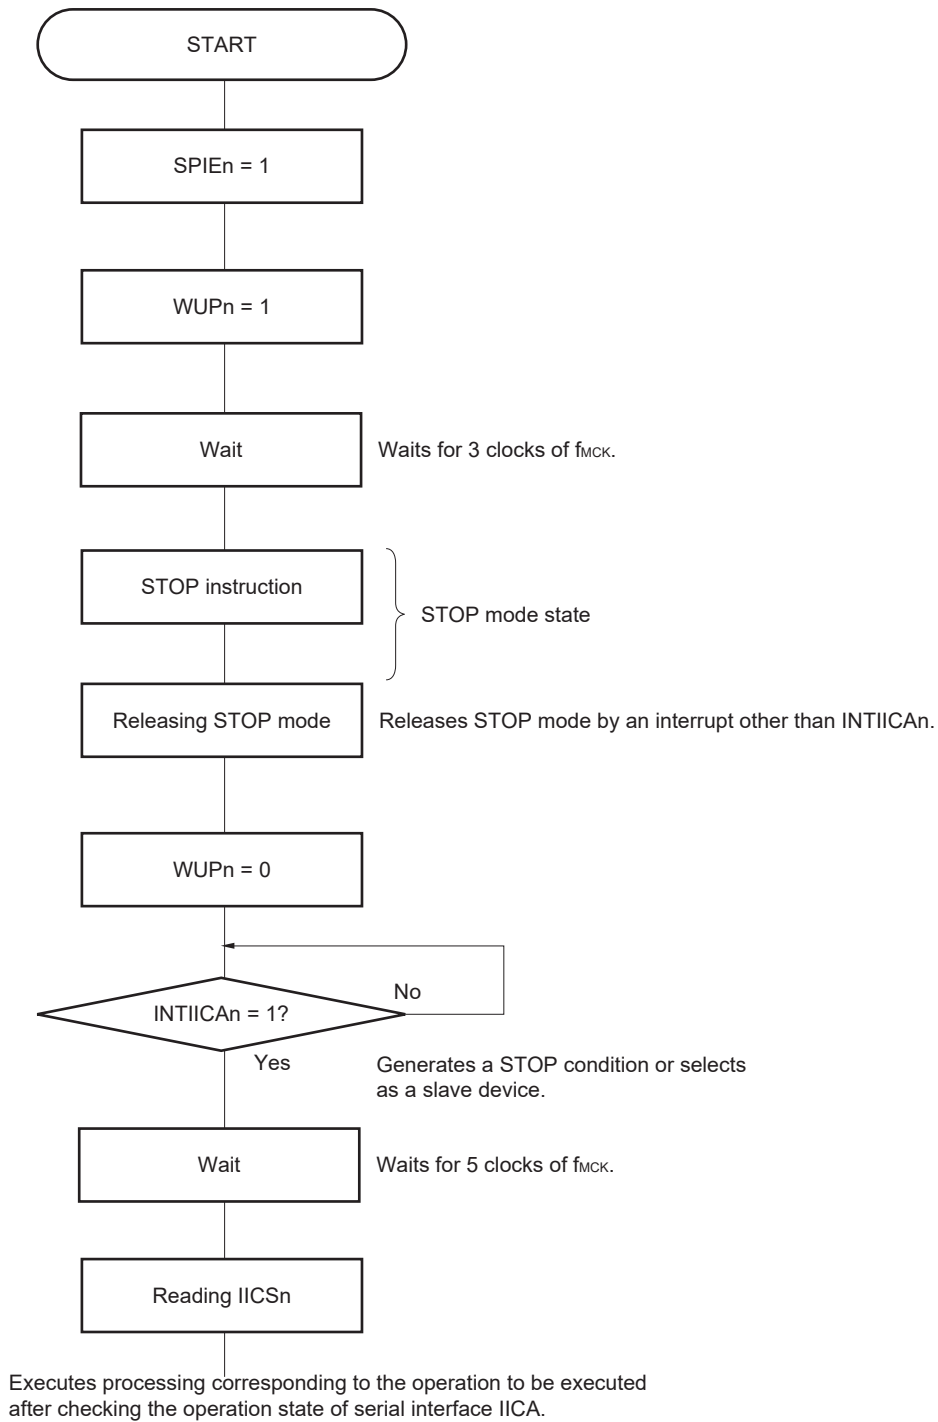 START
SPIEn = 1
WUPn = 1
Wait
Waits for 3 clocks of fMCK.
STOP instruction
STOP mode state
Releasing STOP mode
Releases STOP mode by an interrupt other than INTIICAn.
WUPn = 0
No
INTIICAn = 1?
Yes
Generates a STOP condition or selects
as a slave device.
Wait
Waits for 5 clocks of fMCK.
Reading IICSn
Executes processing corresponding to the operation to be executed
after checking the operation state of serial interface IICA.